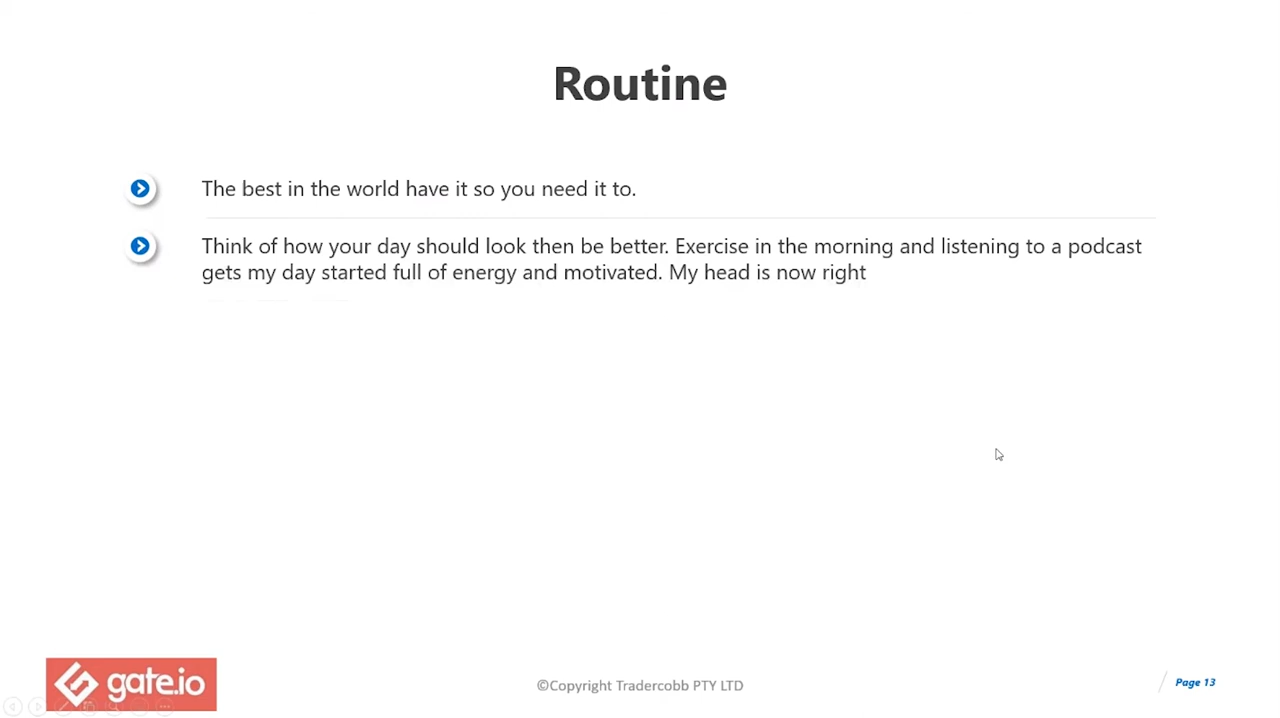 Routine
The best in the world have it so you need it to.
Think of how your day should look then be better. Exercise in the morning and listening to a podcast
gets my day started full of energy and motivated. My head is now right
gate.io
©Copyright Tradercobb PTY LTD
Page 13